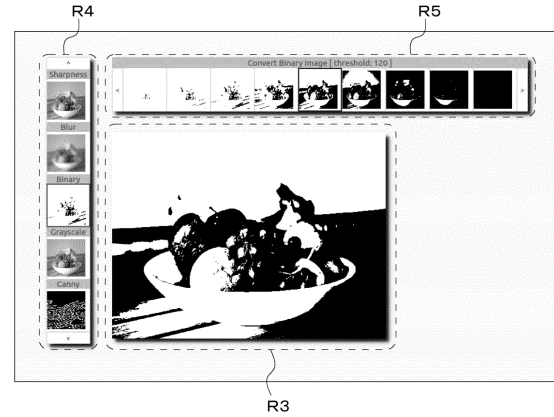 R4
R5
^
Sharpness
Blur
Binary
Grayscale
Canny
v
Convert Binary Image [ threshold: 120 ]
<
>
R3